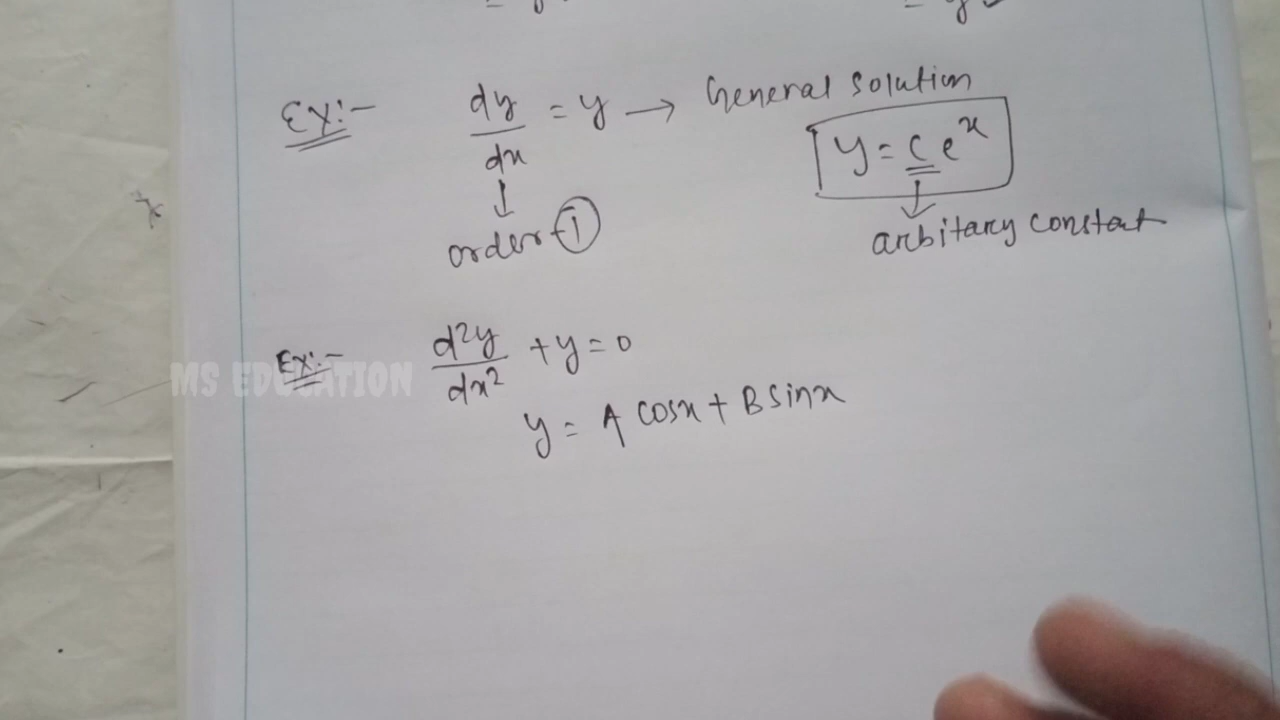 Ex:- dy/dx = y → General solution
y = c e^x
↓ ↓
order - 1 arbitary constant
Ex:- d²y/dx² + y = 0
MS EDUCATION
y = A cosx + B sinx